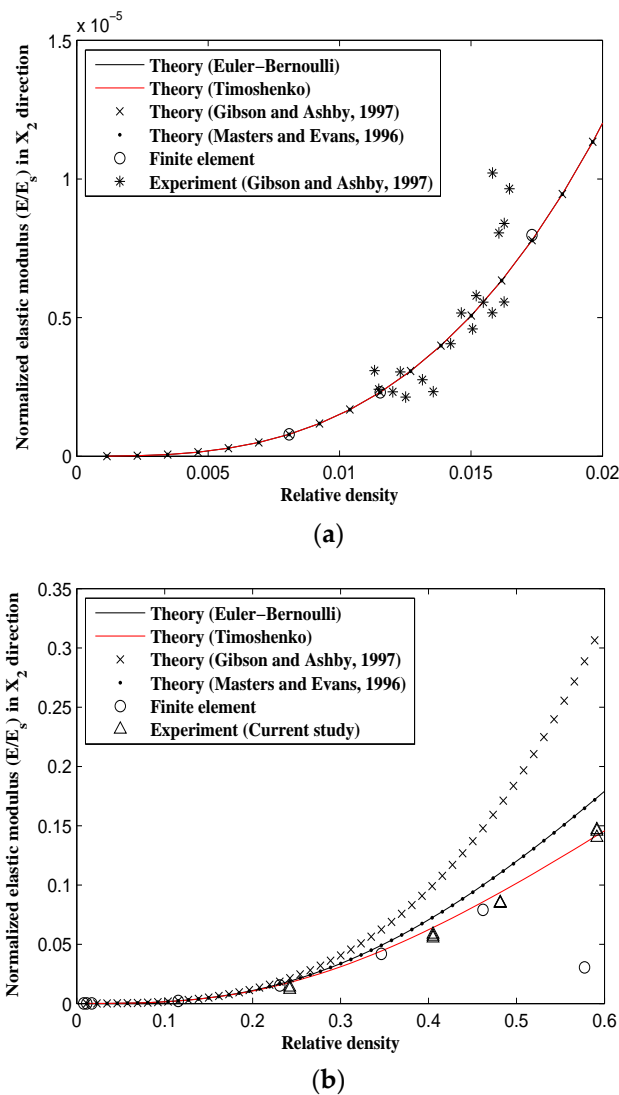 × 10⁻⁵
1.5
Theory (Euler−Bernoulli)
Theory (Timoshenko)
Theory (Gibson and Ashby, 1997)
Theory (Masters and Evans, 1996)
Finite element
Experiment (Gibson and Ashby, 1997)
1
0.5
0
Normalized elastic modulus (E/Eₛ) in X₂ direction
0 0.005 0.01 0.015 0.02
Relative density
(a)
0.35
Theory (Euler−Bernoulli)
Theory (Timoshenko)
Theory (Gibson and Ashby, 1997)
Theory (Masters and Evans, 1996)
Finite element
Experiment (Current study)
0.3
0.25
0.2
0.15
0.1
0.05
0
Normalized elastic modulus (E/Eₛ) in X₂ direction
0 0.1 0.2 0.3 0.4 0.5 0.6
Relative density
(b)